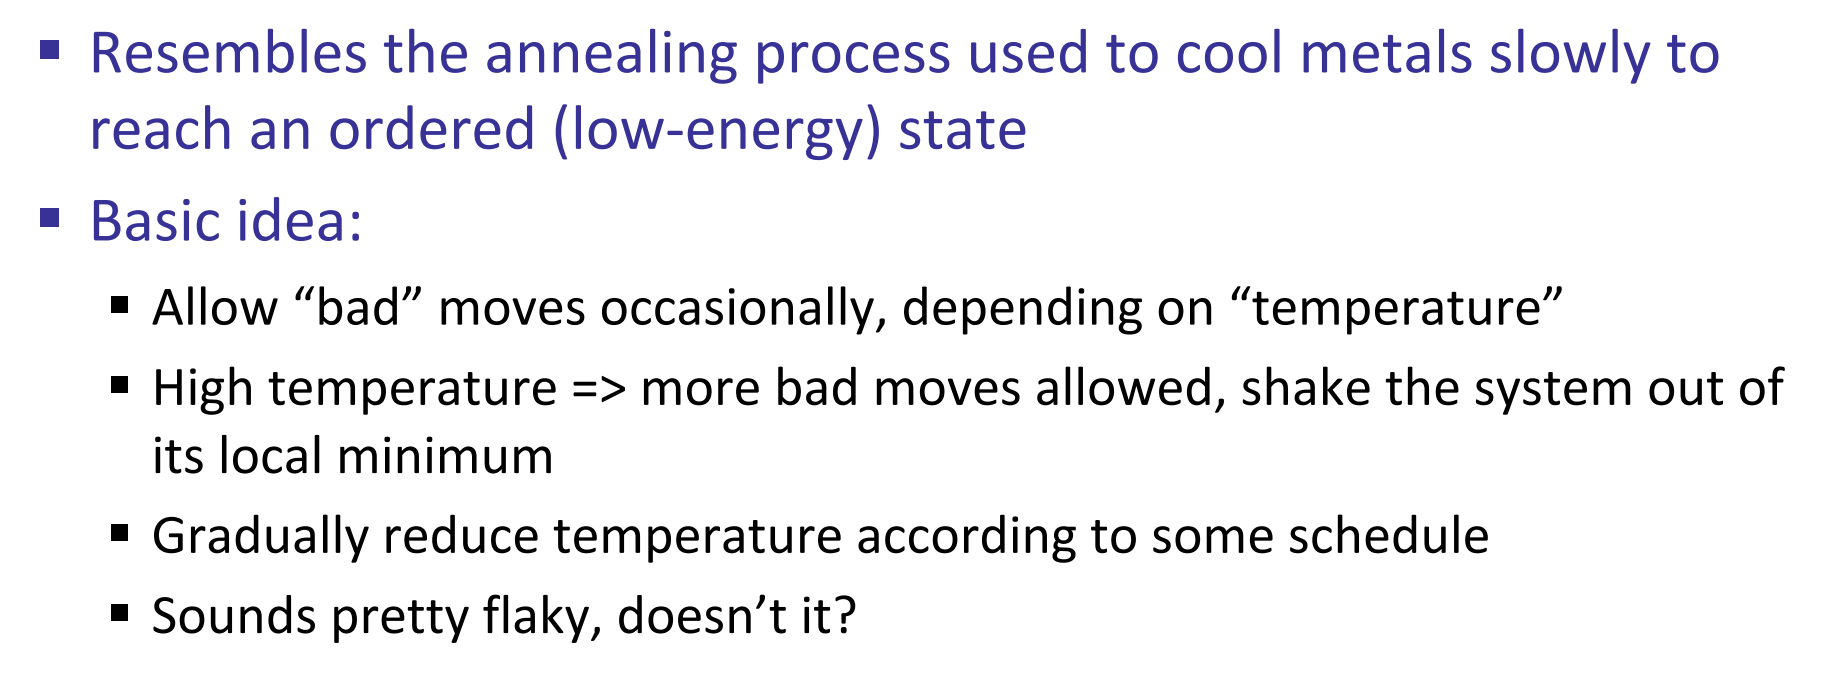 ▪ Resembles the annealing process used to cool metals slowly to
reach an ordered (low-energy) state
▪ Basic idea:
▪ Allow “bad” moves occasionally, depending on “temperature”
▪ High temperature => more bad moves allowed, shake the system out of
its local minimum
▪ Gradually reduce temperature according to some schedule
▪ Sounds pretty flaky, doesn’t it?